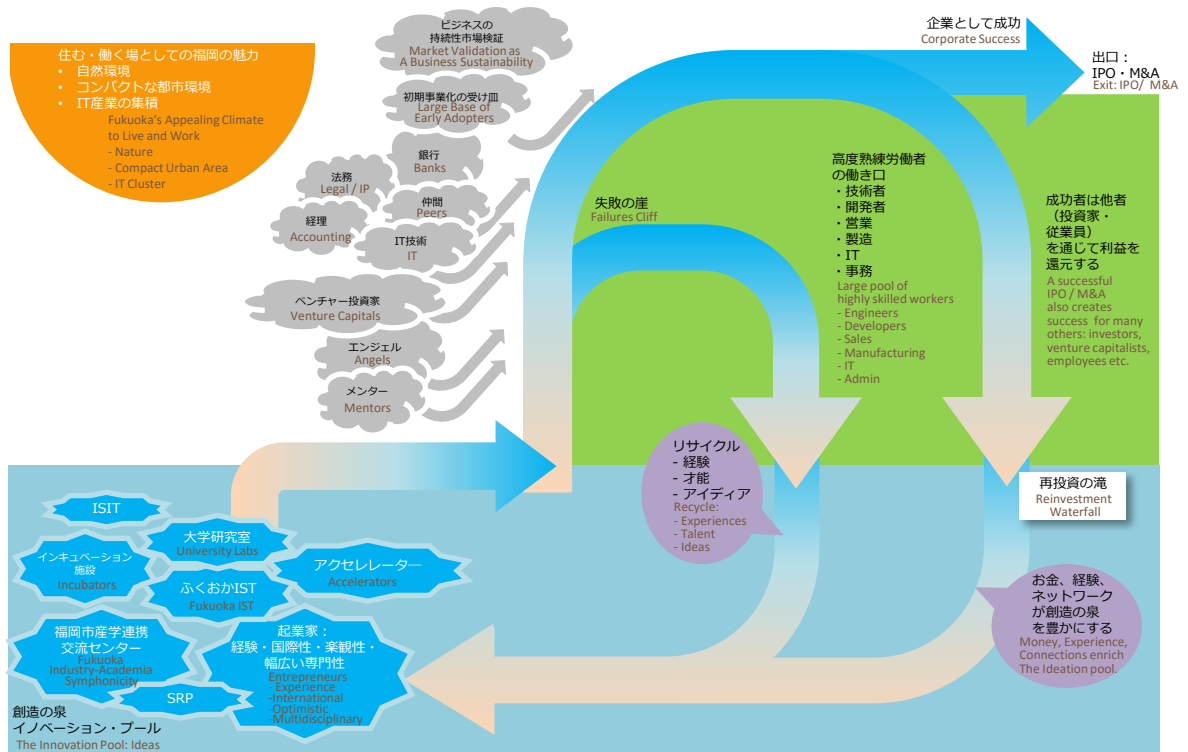 住む・働く場としての福岡の魅力
• 自然環境
• コンパクトな都市環境
• IT産業の集積
Fukuoka's Appealing Climate
to Live and Work
- Nature
- Compact Urban Area
- IT Cluster
ビジネスの
持続性市場検証
Market Validation as
A Business Sustainability
初期事業化の受け皿
Large Base of
Early Adopters
銀行
Banks
法務
Legal / IP
仲間
Peers
経理
Accounting
IT技術
IT
ベンチャー投資家
Venture Capitals
エンジェル
Angels
メンター
Mentors
企業として成功
Corporate Success
出口：
IPO・M&A
Exit: IPO/ M&A
失敗の崖
Failures Cliff
高度熟練労働者
の働き口
・技術者
・開発者
・営業
・製造
・IT
・事務
Large pool of
highly skilled workers
- Engineers
- Developers
- Sales
- Manufacturing
- IT
- Admin
成功者は他者
（投資家・
従業員）
を通じて利益を
還元する
A successful
IPO / M&A
also creates
success for many
others: investors,
venture capitalists,
employees etc.
リサイクル
- 経験
- 才能
- アイディア
Recycle:
- Experiences
- Talent
- Ideas
再投資の滝
Reinvestment
Waterfall
お金、経験、
ネットワーク
が創造の泉
を豊かにする
Money, Experience,
Connections enrich
The Ideation pool.
ISIT
大学研究室
University Labs
インキュベーション
施設
Incubators
アクセレレーター
Accelerators
ふくおかIST
Fukuoka IST
福岡市産学連携
交流センター
Fukuoka
Industry-Academia
Symphonicity
起業家：
経験・国際性・楽観性・
幅広い専門性
Entrepreneurs
- Experience
-International
-Optimistic
-Multidisciplinary
SRP
創造の泉
イノベーション・プール
The Innovation Pool: Ideas